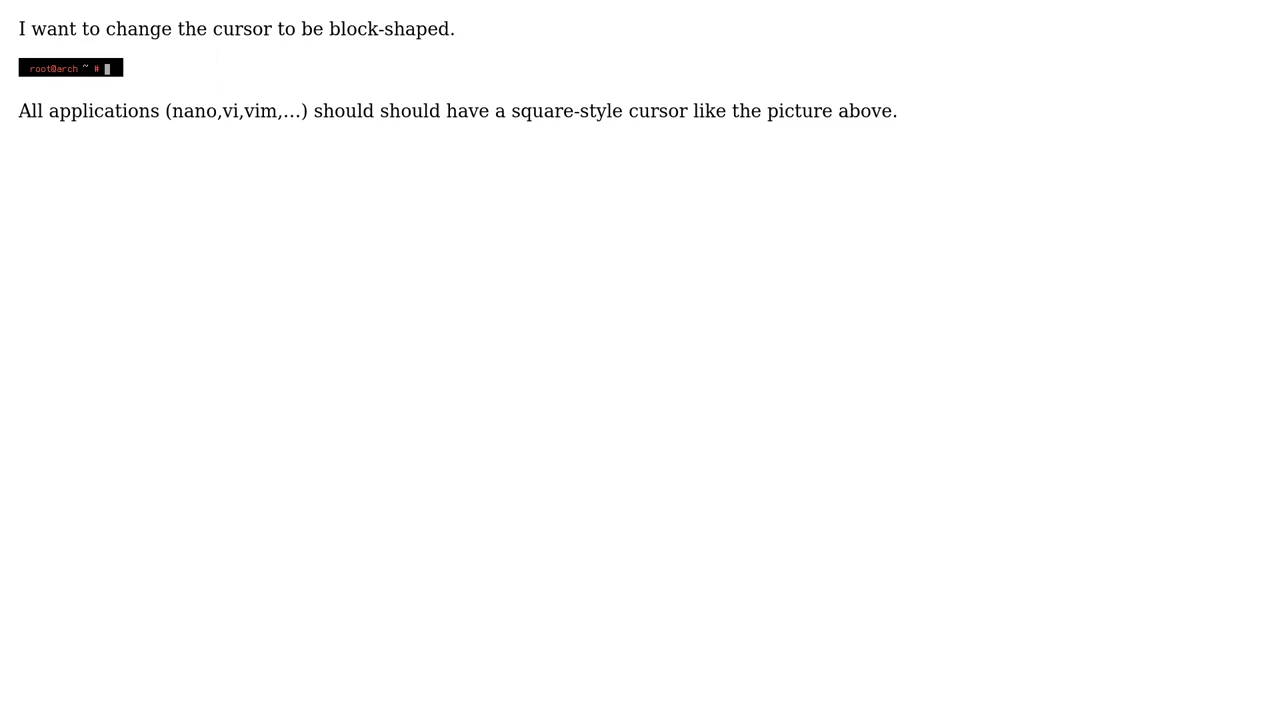 I want to change the cursor to be block-shaped.
root@arch ~ #
All applications (nano,vi,vim,...) should should have a square-style cursor like the picture above.